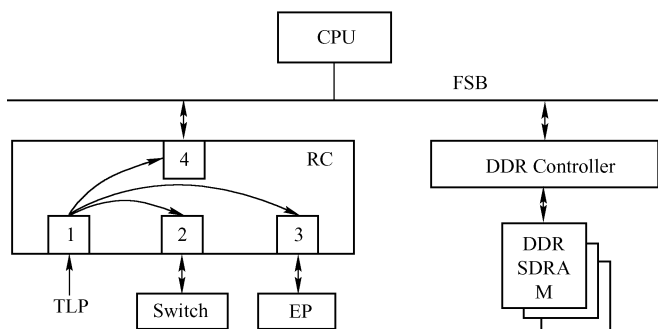 CPU
FSB
4
RC
DDR Controller
1
2
3
DDR
SDRA
M
TLP
Switch
EP